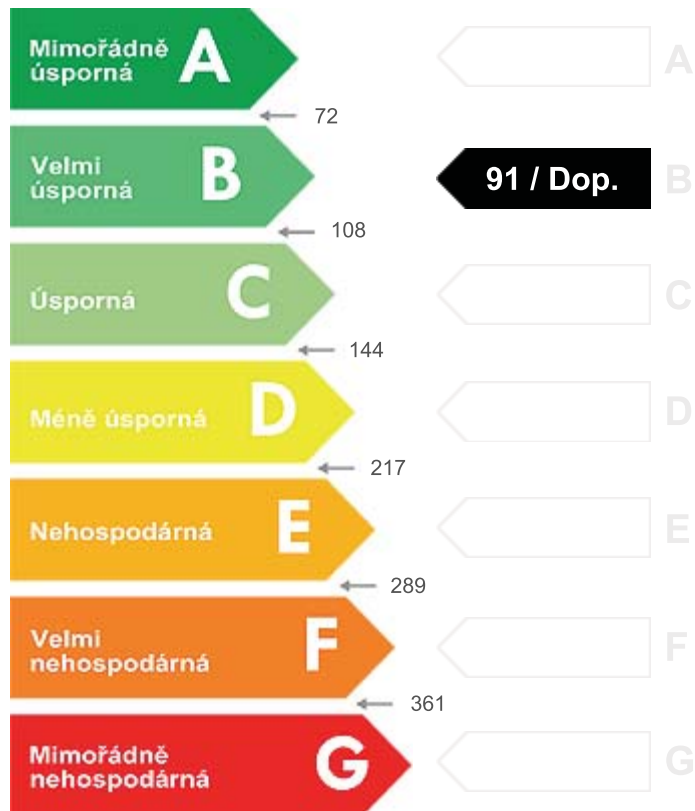 Mimořádně
úsporná
A
A
72
Velmi
úsporná
B
91 / Dop.
B
108
Úsporná
C
C
144
Méně úsporná
D
D
217
Nehospodárná
E
E
289
Velmi
nehospodárná
F
F
361
Mimořádně
nehospodárná
G
G